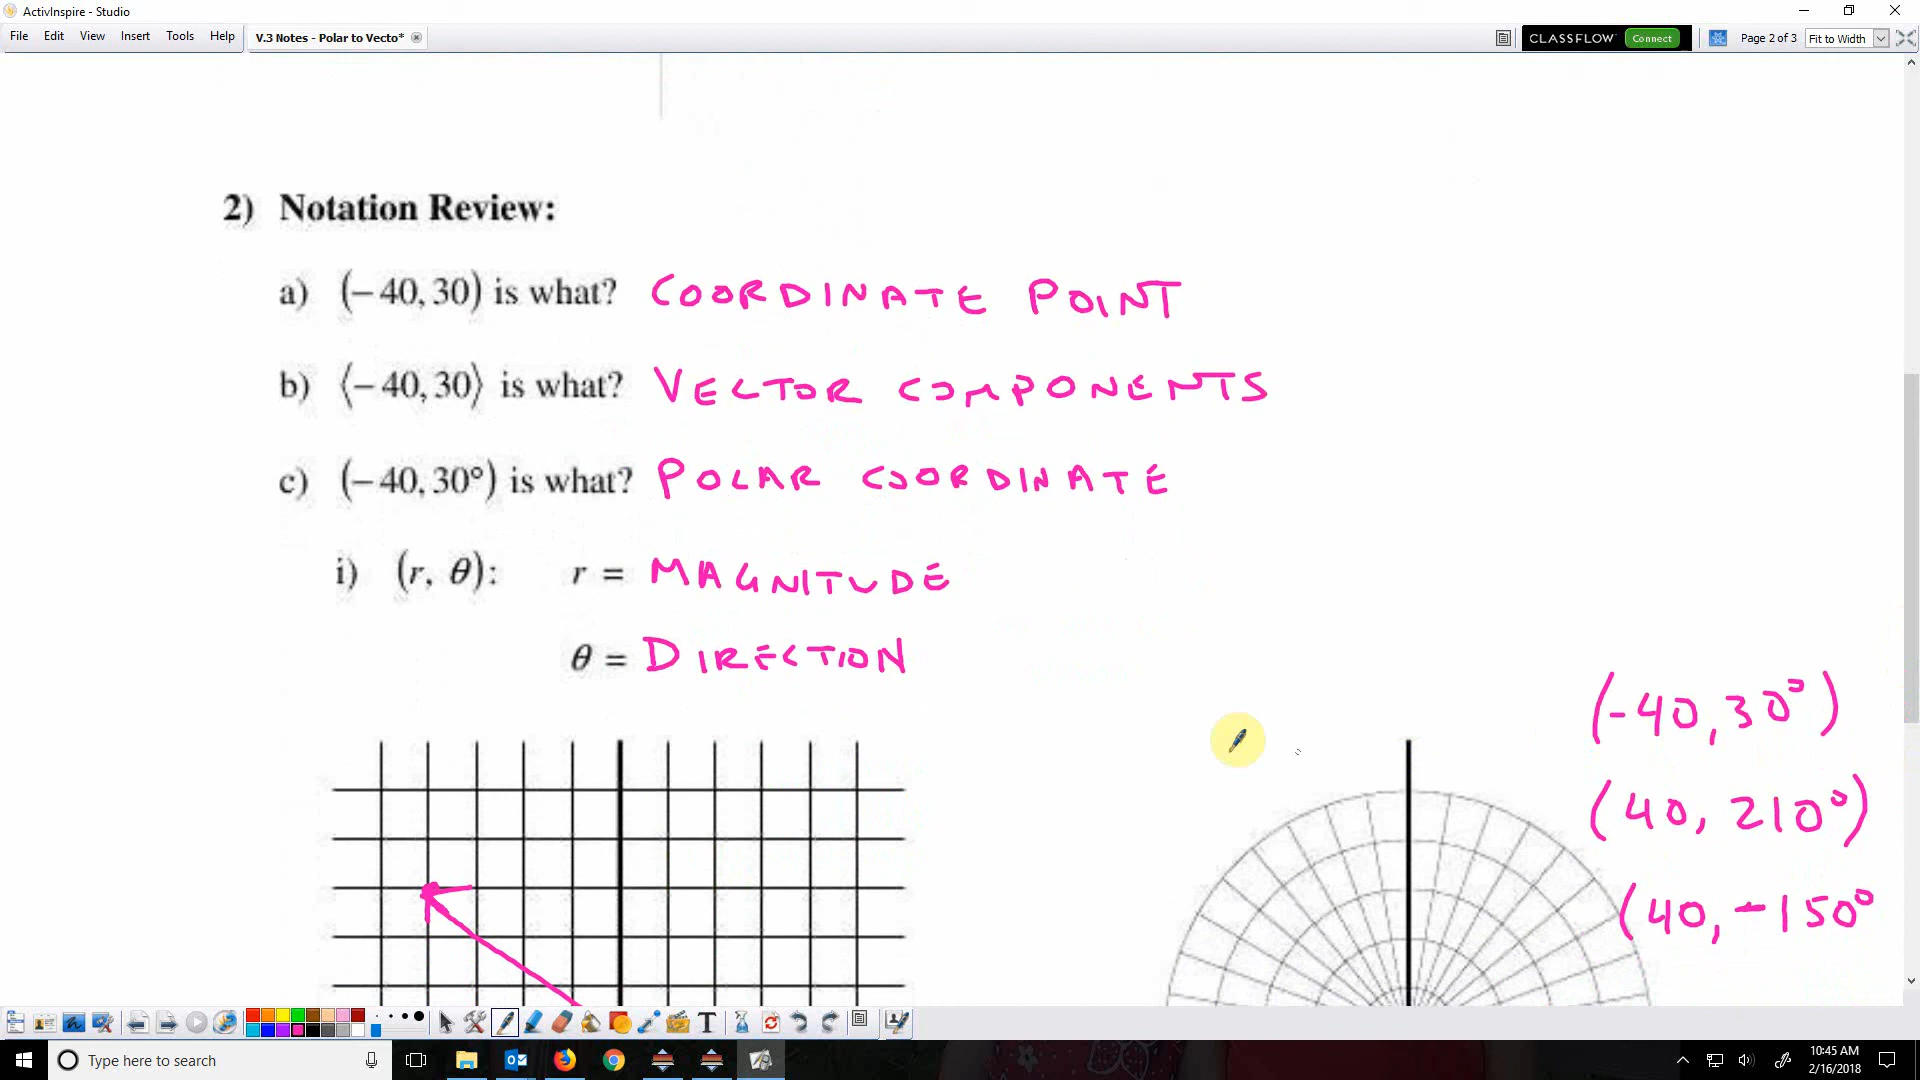 ActivInspire - Studio
File Edit View Insert Tools Help V.3 Notes - Polar to Vecto* CLASSFLOW Connect Page 2 of 3 Fit to Width
2) Notation Review:
a) (−40, 30) is what? COORDINATE POINT
b) ⟨−40, 30⟩ is what? VECTOR COMPONENTS
c) (−40, 30°) is what? POLAR COORDINATE
i) (r, θ): r = MAGNITUDE
θ = DIRECTION
(-40, 30°)
(40, 210°)
(40, -150°
Type here to search
10:45 AM
2/16/2018